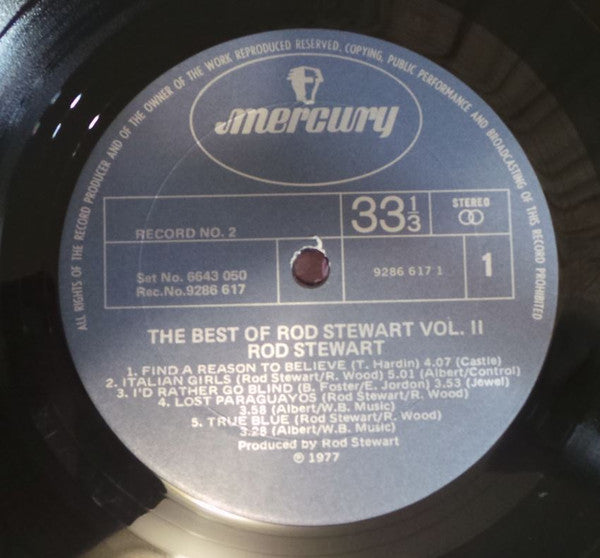 ALL RIGHTS OF THE RECORD PRODUCER AND OF THE OWNER OF THE WORK REPRODUCED RESERVED, COPYING, PUBLIC PERFORMANCE AND BROADCASTING OF THIS RECORD PROHIBITED
mercury
RECORD NO. 2
33 1/3
STEREO
Set No. 6643 050
Rec.No.9286 617
9286 617 1
1
THE BEST OF ROD STEWART VOL. II
ROD STEWART
1. FIND A REASON TO BELIEVE (T. Hardin) 4.07 (Castle)
2. ITALIAN GIRLS (Rod Stewart/R. Wood) 5.01 (Albert/Control)
3. I'D RATHER GO BLIND (B. Foster/E. Jordon) 3.53 (Jewel)
4. LOST PARAGUAYOS (Rod Stewart/R. Wood)
3.58 (Albert/W.B. Music)
5. TRUE BLUE (Rod Stewart/R. Wood)
3.28 (Albert/W.B. Music)
Produced by Rod Stewart
℗ 1977